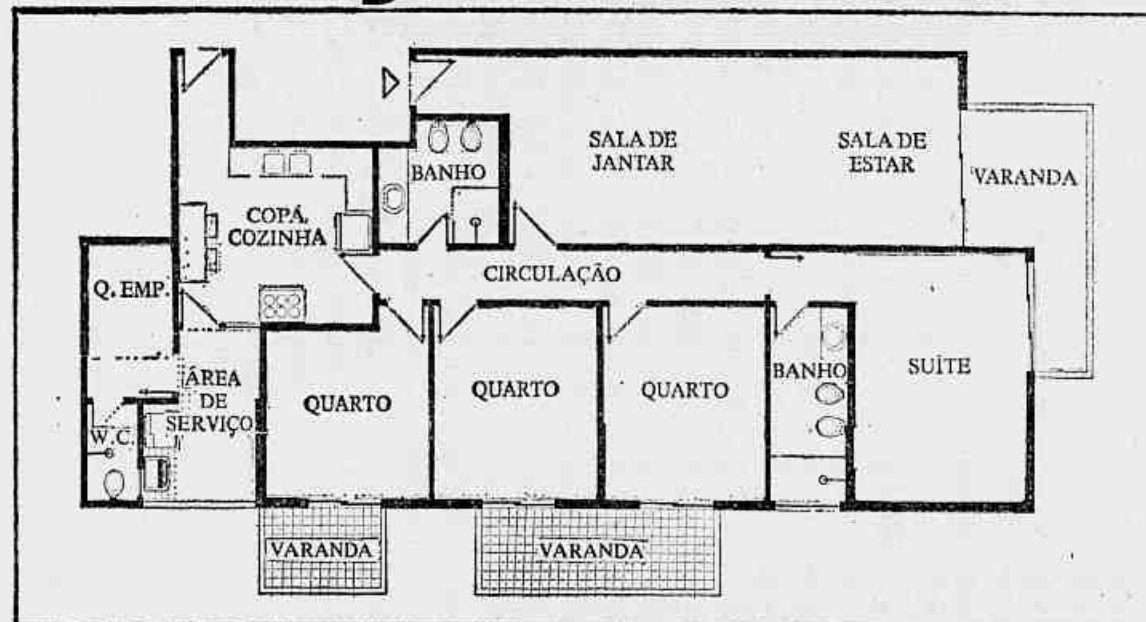 SALA DE
JANTAR
SALA DE
ESTAR
VARANDA
BANHO
COPA,
COZINHA
CIRCULAÇÃO
Q. EMP.
ÁREA
DE
SERVIÇO
W.C.
QUARTO
QUARTO
QUARTO
BANHO
SUÍTE
VARANDA
VARANDA